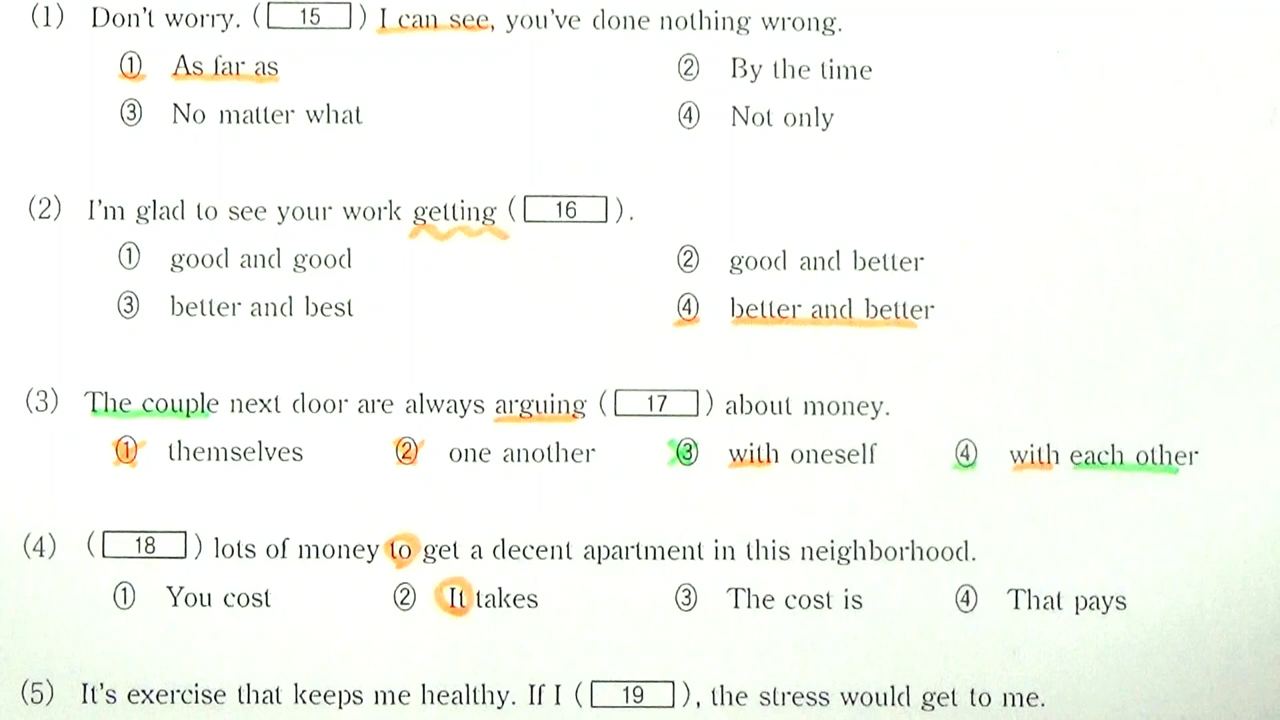 (1) Don't worry. ( 15 ) I can see, you've done nothing wrong.
① As far as ② By the time
③ No matter what ④ Not only
(2) I'm glad to see your work getting ( 16 ).
① good and good ② good and better
③ better and best ④ better and better
(3) The couple next door are always arguing ( 17 ) about money.
① themselves ② one another ③ with oneself ④ with each other
(4) ( 18 ) lots of money to get a decent apartment in this neighborhood.
① You cost ② It takes ③ The cost is ④ That pays
(5) It's exercise that keeps me healthy. If I ( 19 ), the stress would get to me.